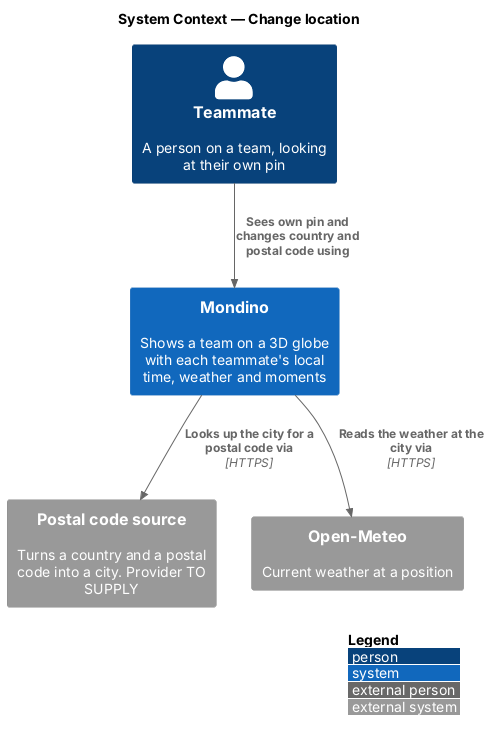 System Context — Change location
Teammate
A person on a team, looking
at their own pin
Sees own pin and
changes country and
postal code using
Mondino
Shows a team on a 3D globe
with each teammate's local
time, weather and moments
Looks up the city for a
postal code via
[HTTPS]
Reads the weather at the
city via
[HTTPS]
Postal code source
Turns a country and a postal
code into a city. Provider TO
SUPPLY
Open-Meteo
Current weather at a position
Legend
person
system
external person
external system